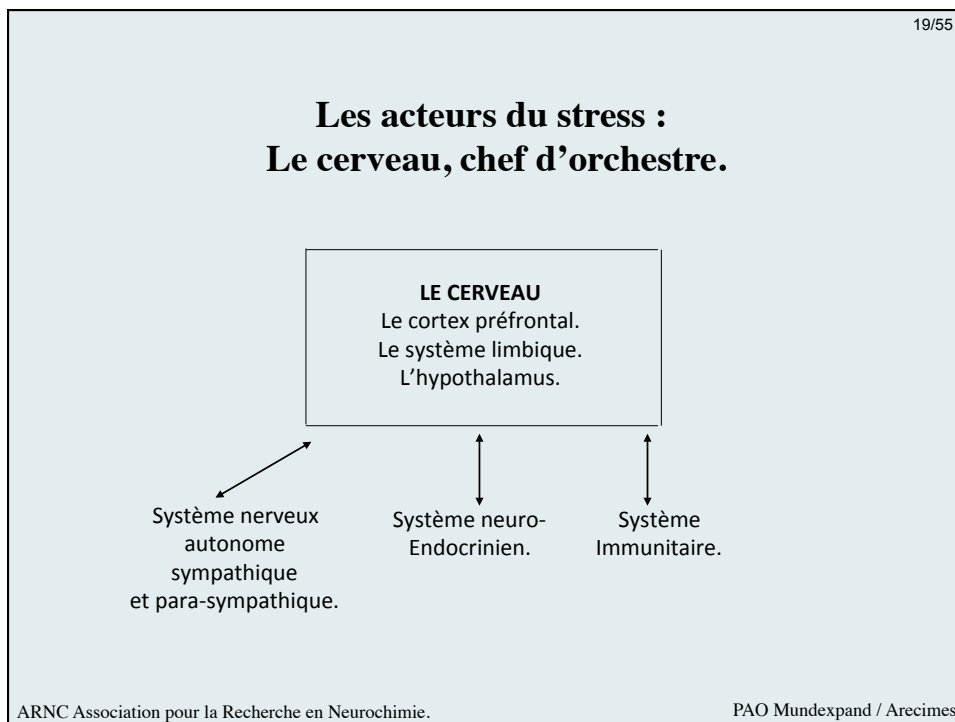 19/55
Les acteurs du stress :
Le cerveau, chef d’orchestre.
LE CERVEAU
Le cortex préfrontal.
Le système limbique.
L’hypothalamus.
Système nerveux
autonome
sympathique
et para-sympathique.
Système neuro-
Endocrinien.
Système
Immunitaire.
ARNC Association pour la Recherche en Neurochimie.
PAO Mundexpand / Arecimes